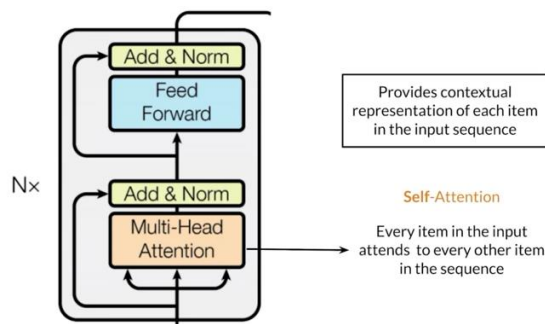 Add & Norm
Feed
Forward
Nx
Add & Norm
Multi-Head
Attention
Provides contextual
representation of each item
in the input sequence
Self-Attention
Every item in the input
attends to every other item
in the sequence